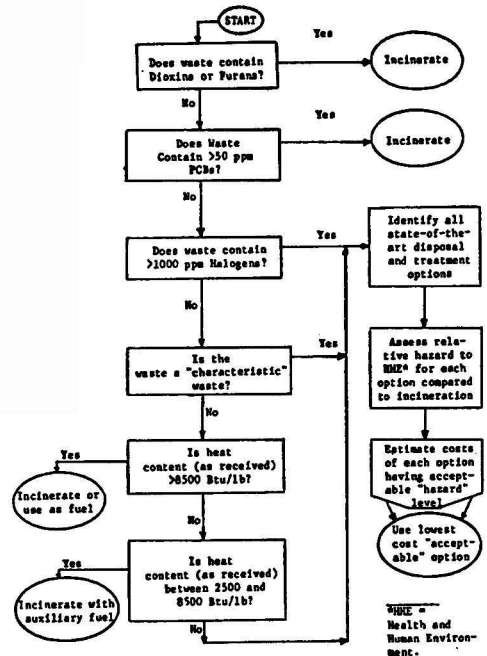 START
Yes
Does waste contain
Dioxins or Furans?
Incinerate
No
Yes
Does Waste
Contain >50 ppm
PCBs?
Incinerate
No
Does waste contain
>1000 ppm Halogens?
Yes
Identify all
state-of-the-
art disposal
and treatment
options
No
Is the
waste a "characteristic"
waste?
Yes
Assess rela-
tive hazard to
HHE* for each
option compared
to incineration
No
Yes
Is heat
content (as received)
>8500 Btu/lb?
Incinerate or
use as fuel
Estimate costs
of each option
having accept-
able "hazard"
level
No
Use lowest
cost "accept-
able" option
Yes
Is heat
content (as received)
between 2500 and
8500 Btu/lb?
Incinerate with
auxiliary fuel
No
*HHE =
Health and
Human Environ-
ment.